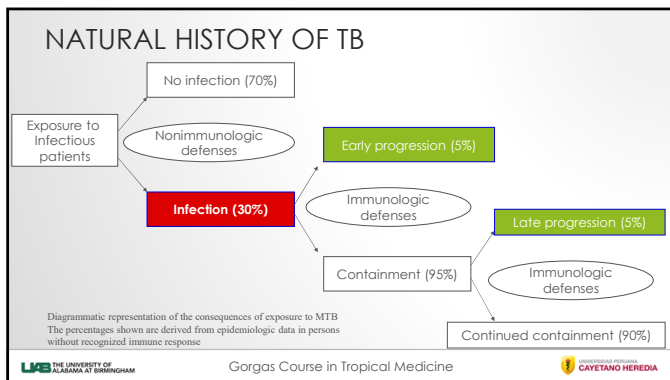 NATURAL HISTORY OF TB
No infection (70%)
Exposure to
Infectious
patients
Nonimmunologic
defenses
Early progression (5%)
Infection (30%)
Immunologic
defenses
Late progression (5%)
Containment (95%)
Immunologic
defenses
Continued containment (90%)
Diagrammatic representation of the consequences of exposure to MTB
The percentages shown are derived from epidemiologic data in persons
without recognized immune response
UAB THE UNIVERSITY OF
ALABAMA AT BIRMINGHAM
Gorgas Course in Tropical Medicine
UNIVERSIDAD PERUANA
CAYETANO HEREDIA